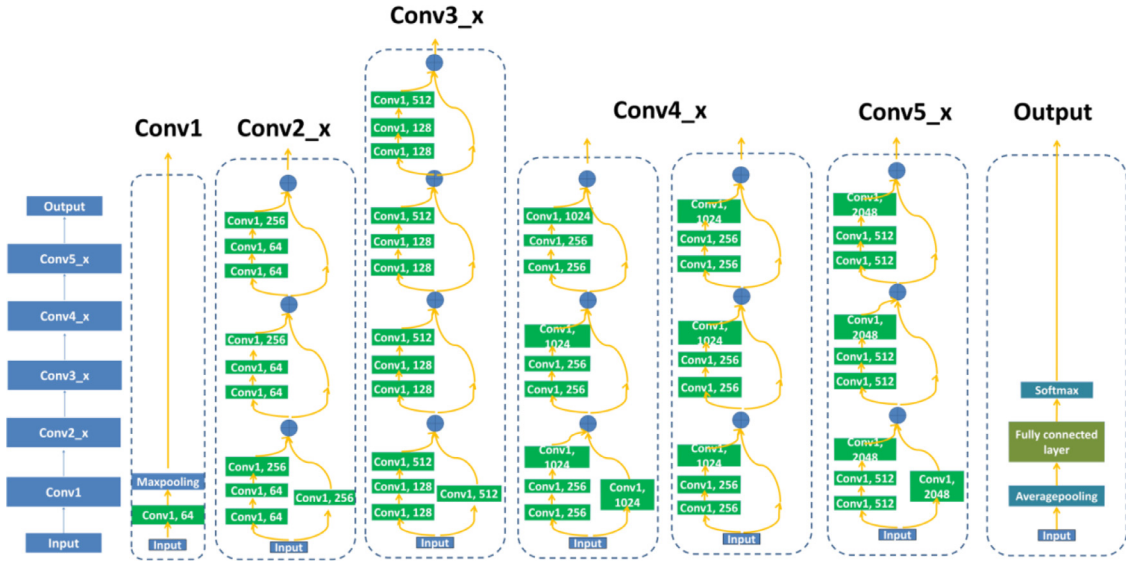 Output
Conv5_x
Conv4_x
Conv3_x
Conv2_x
Conv1
Input
Conv1
Maxpooling
Conv1, 64
Input
Conv2_x
Conv1, 256
Conv1, 64
Conv1, 64
Conv1, 256
Conv1, 64
Conv1, 64
Conv1, 256
Conv1, 64
Conv1, 256
Conv1, 64
Input
Conv3_x
Conv1, 512
Conv1, 128
Conv1, 128
Conv1, 512
Conv1, 128
Conv1, 128
Conv1, 512
Conv1, 128
Conv1, 128
Conv1, 512
Conv1, 128
Conv1, 512
Conv1, 128
Input
Conv4_x
Conv1, 1024
Conv1, 256
Conv1, 256
Conv1,
1024
Conv1, 256
Conv1, 256
Conv1,
1024
Conv1, 256
Conv1,
1024
Conv1, 256
Input
Conv1,
1024
Conv1, 256
Conv1, 256
Conv1,
1024
Conv1, 256
Conv1, 256
Conv1,
1024
Conv1, 256
Conv1, 256
Conv5_x
Conv1,
2048
Conv1, 512
Conv1, 512
Conv1,
2048
Conv1, 512
Conv1, 512
Conv1,
2048
Conv1, 512
Conv1,
2048
Conv1, 512
Input
Output
Softmax
Fully connected
layer
Averagepooling
Input